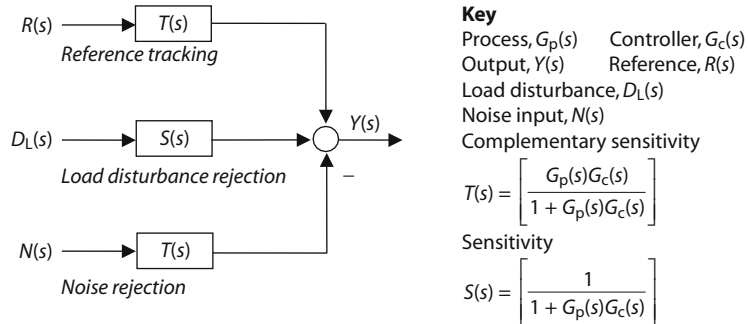 R(s) T(s)
Reference tracking
D_L(s) S(s) Y(s)
Load disturbance rejection
−
N(s) T(s)
Noise rejection
Key
Process, G_p(s) Controller, G_c(s)
Output, Y(s) Reference, R(s)
Load disturbance, D_L(s)
Noise input, N(s)
Complementary sensitivity
T(s) = [G_p(s)G_c(s) / 1 + G_p(s)G_c(s)]
Sensitivity
S(s) = [1 / 1 + G_p(s)G_c(s)]